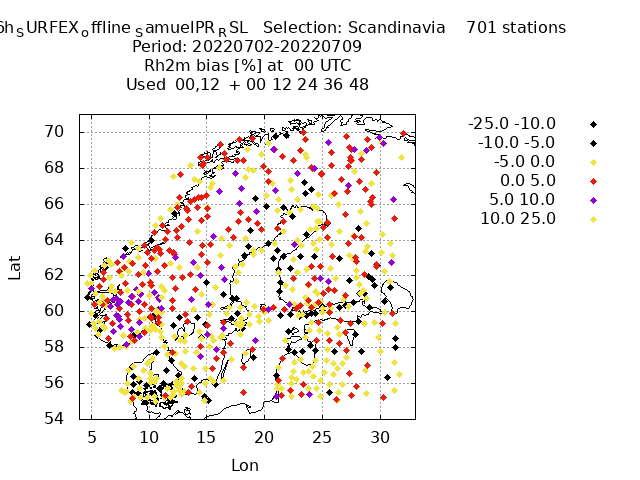 6h_SURFEX_offline_SamuelPR_RSL Selection: Scandinavia 701 stations
Period: 20220702-20220709
Rh2m bias [%] at 00 UTC
Used 00,12 + 00 12 24 36 48
-25.0 -10.0
-10.0 -5.0
-5.0 0.0
0.0 5.0
5.0 10.0
10.0 25.0
70
68
66
64
62
60
58
56
54
Lat
5 10 15 20 25 30
Lon